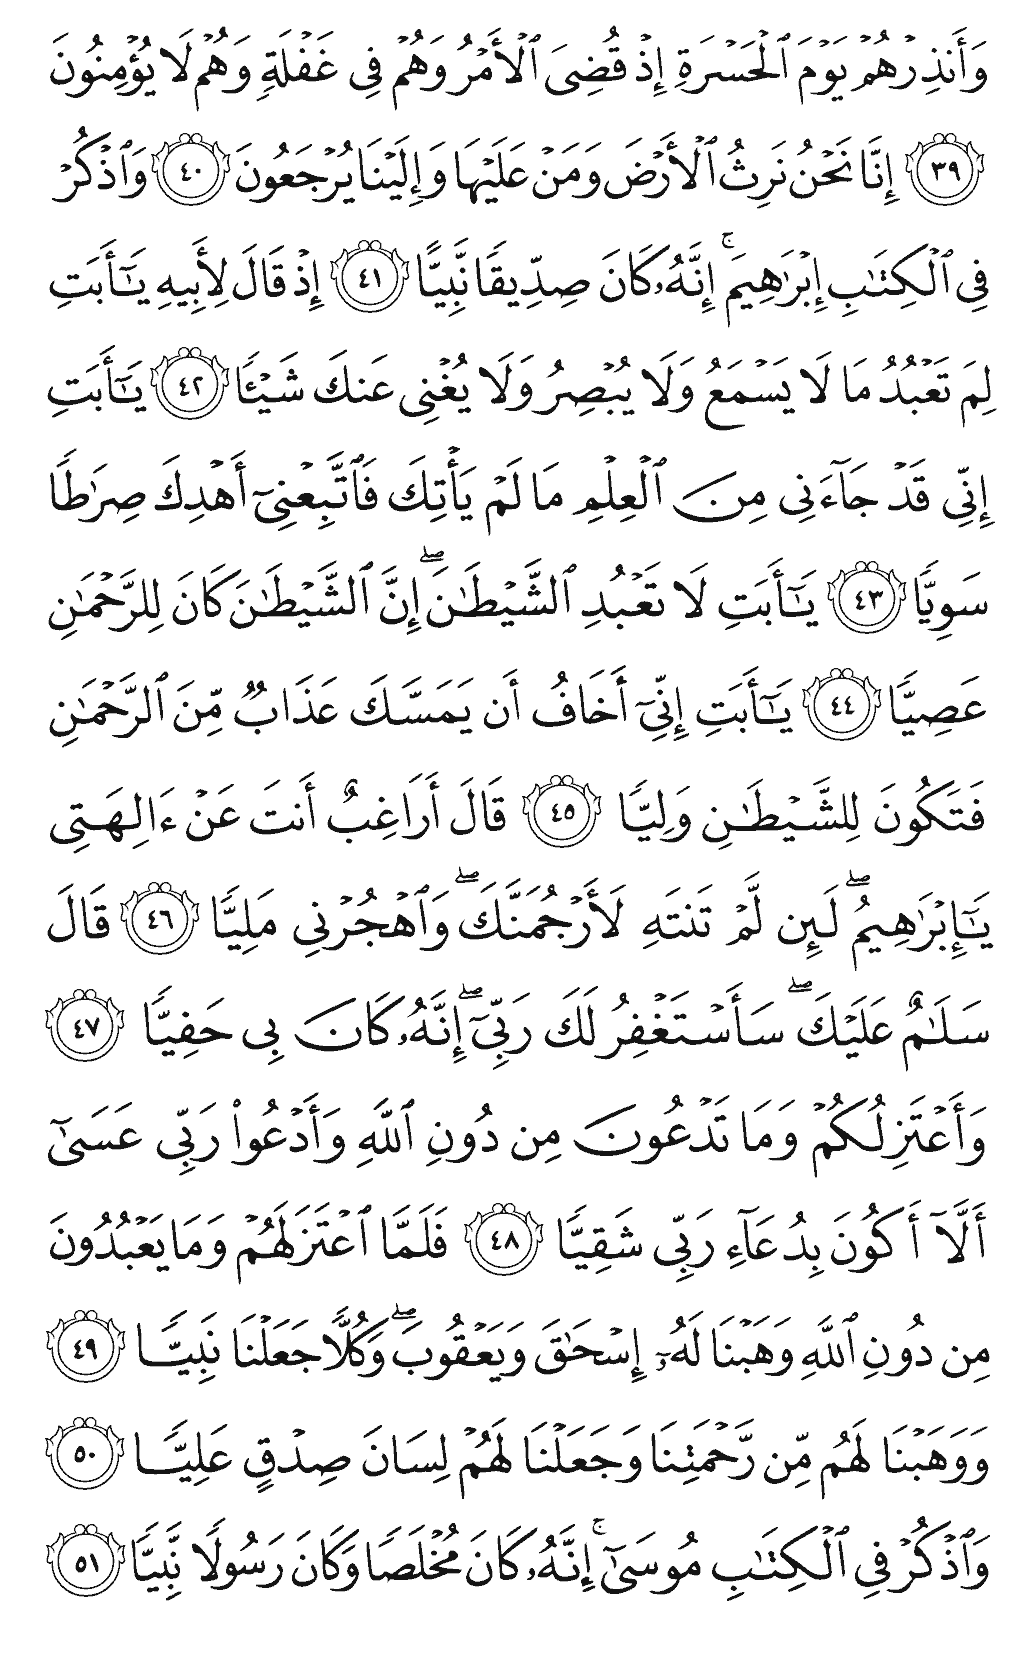 وَأَنذِرْهُمْ يَوْمَ ٱلْحَسْرَةِ إِذْ قُضِىَ ٱلْأَمْرُ وَهُمْ فِى غَفْلَةٍ وَهُمْ لَا يُؤْمِنُونَ
٣٩ إِنَّا نَحْنُ نَرِثُ ٱلْأَرْضَ وَمَنْ عَلَيْهَا وَإِلَيْنَا يُرْجَعُونَ ٤٠ وَٱذْكُرْ
فِى ٱلْكِتَٰبِ إِبْرَٰهِيمَ ۚ إِنَّهُۥ كَانَ صِدِّيقًا نَّبِيًّا ٤١ إِذْ قَالَ لِأَبِيهِ يَٰٓأَبَتِ
لِمَ تَعْبُدُ مَا لَا يَسْمَعُ وَلَا يُبْصِرُ وَلَا يُغْنِى عَنكَ شَيْـًٔا ٤٢ يَٰٓأَبَتِ
إِنِّى قَدْ جَآءَنِى مِنَ ٱلْعِلْمِ مَا لَمْ يَأْتِكَ فَٱتَّبِعْنِىٓ أَهْدِكَ صِرَٰطًا
سَوِيًّا ٤٣ يَٰٓأَبَتِ لَا تَعْبُدِ ٱلشَّيْطَٰنَ ۖ إِنَّ ٱلشَّيْطَٰنَ كَانَ لِلرَّحْمَٰنِ
عَصِيًّا ٤٤ يَٰٓأَبَتِ إِنِّىٓ أَخَافُ أَن يَمَسَّكَ عَذَابٌ مِّنَ ٱلرَّحْمَٰنِ
فَتَكُونَ لِلشَّيْطَٰنِ وَلِيًّا ٤٥ قَالَ أَرَاغِبٌ أَنتَ عَنْ ءَالِهَتِى
يَٰٓإِبْرَٰهِيمُ ۖ لَئِن لَّمْ تَنتَهِ لَأَرْجُمَنَّكَ ۖ وَٱهْجُرْنِى مَلِيًّا ٤٦ قَالَ
سَلَٰمٌ عَلَيْكَ ۖ سَأَسْتَغْفِرُ لَكَ رَبِّىٓ ۖ إِنَّهُۥ كَانَ بِى حَفِيًّا ٤٧
وَأَعْتَزِلُكُمْ وَمَا تَدْعُونَ مِن دُونِ ٱللَّهِ وَأَدْعُوا۟ رَبِّى عَسَىٰٓ
أَلَّآ أَكُونَ بِدُعَآءِ رَبِّى شَقِيًّا ٤٨ فَلَمَّا ٱعْتَزَلَهُمْ وَمَا يَعْبُدُونَ
مِن دُونِ ٱللَّهِ وَهَبْنَا لَهُۥٓ إِسْحَٰقَ وَيَعْقُوبَ ۖ وَكُلًّا جَعَلْنَا نَبِيًّا ٤٩
وَوَهَبْنَا لَهُم مِّن رَّحْمَتِنَا وَجَعَلْنَا لَهُمْ لِسَانَ صِدْقٍ عَلِيًّا ٥٠
وَٱذْكُرْ فِى ٱلْكِتَٰبِ مُوسَىٰٓ ۚ إِنَّهُۥ كَانَ مُخْلَصًا وَكَانَ رَسُولًا نَّبِيًّا ٥١